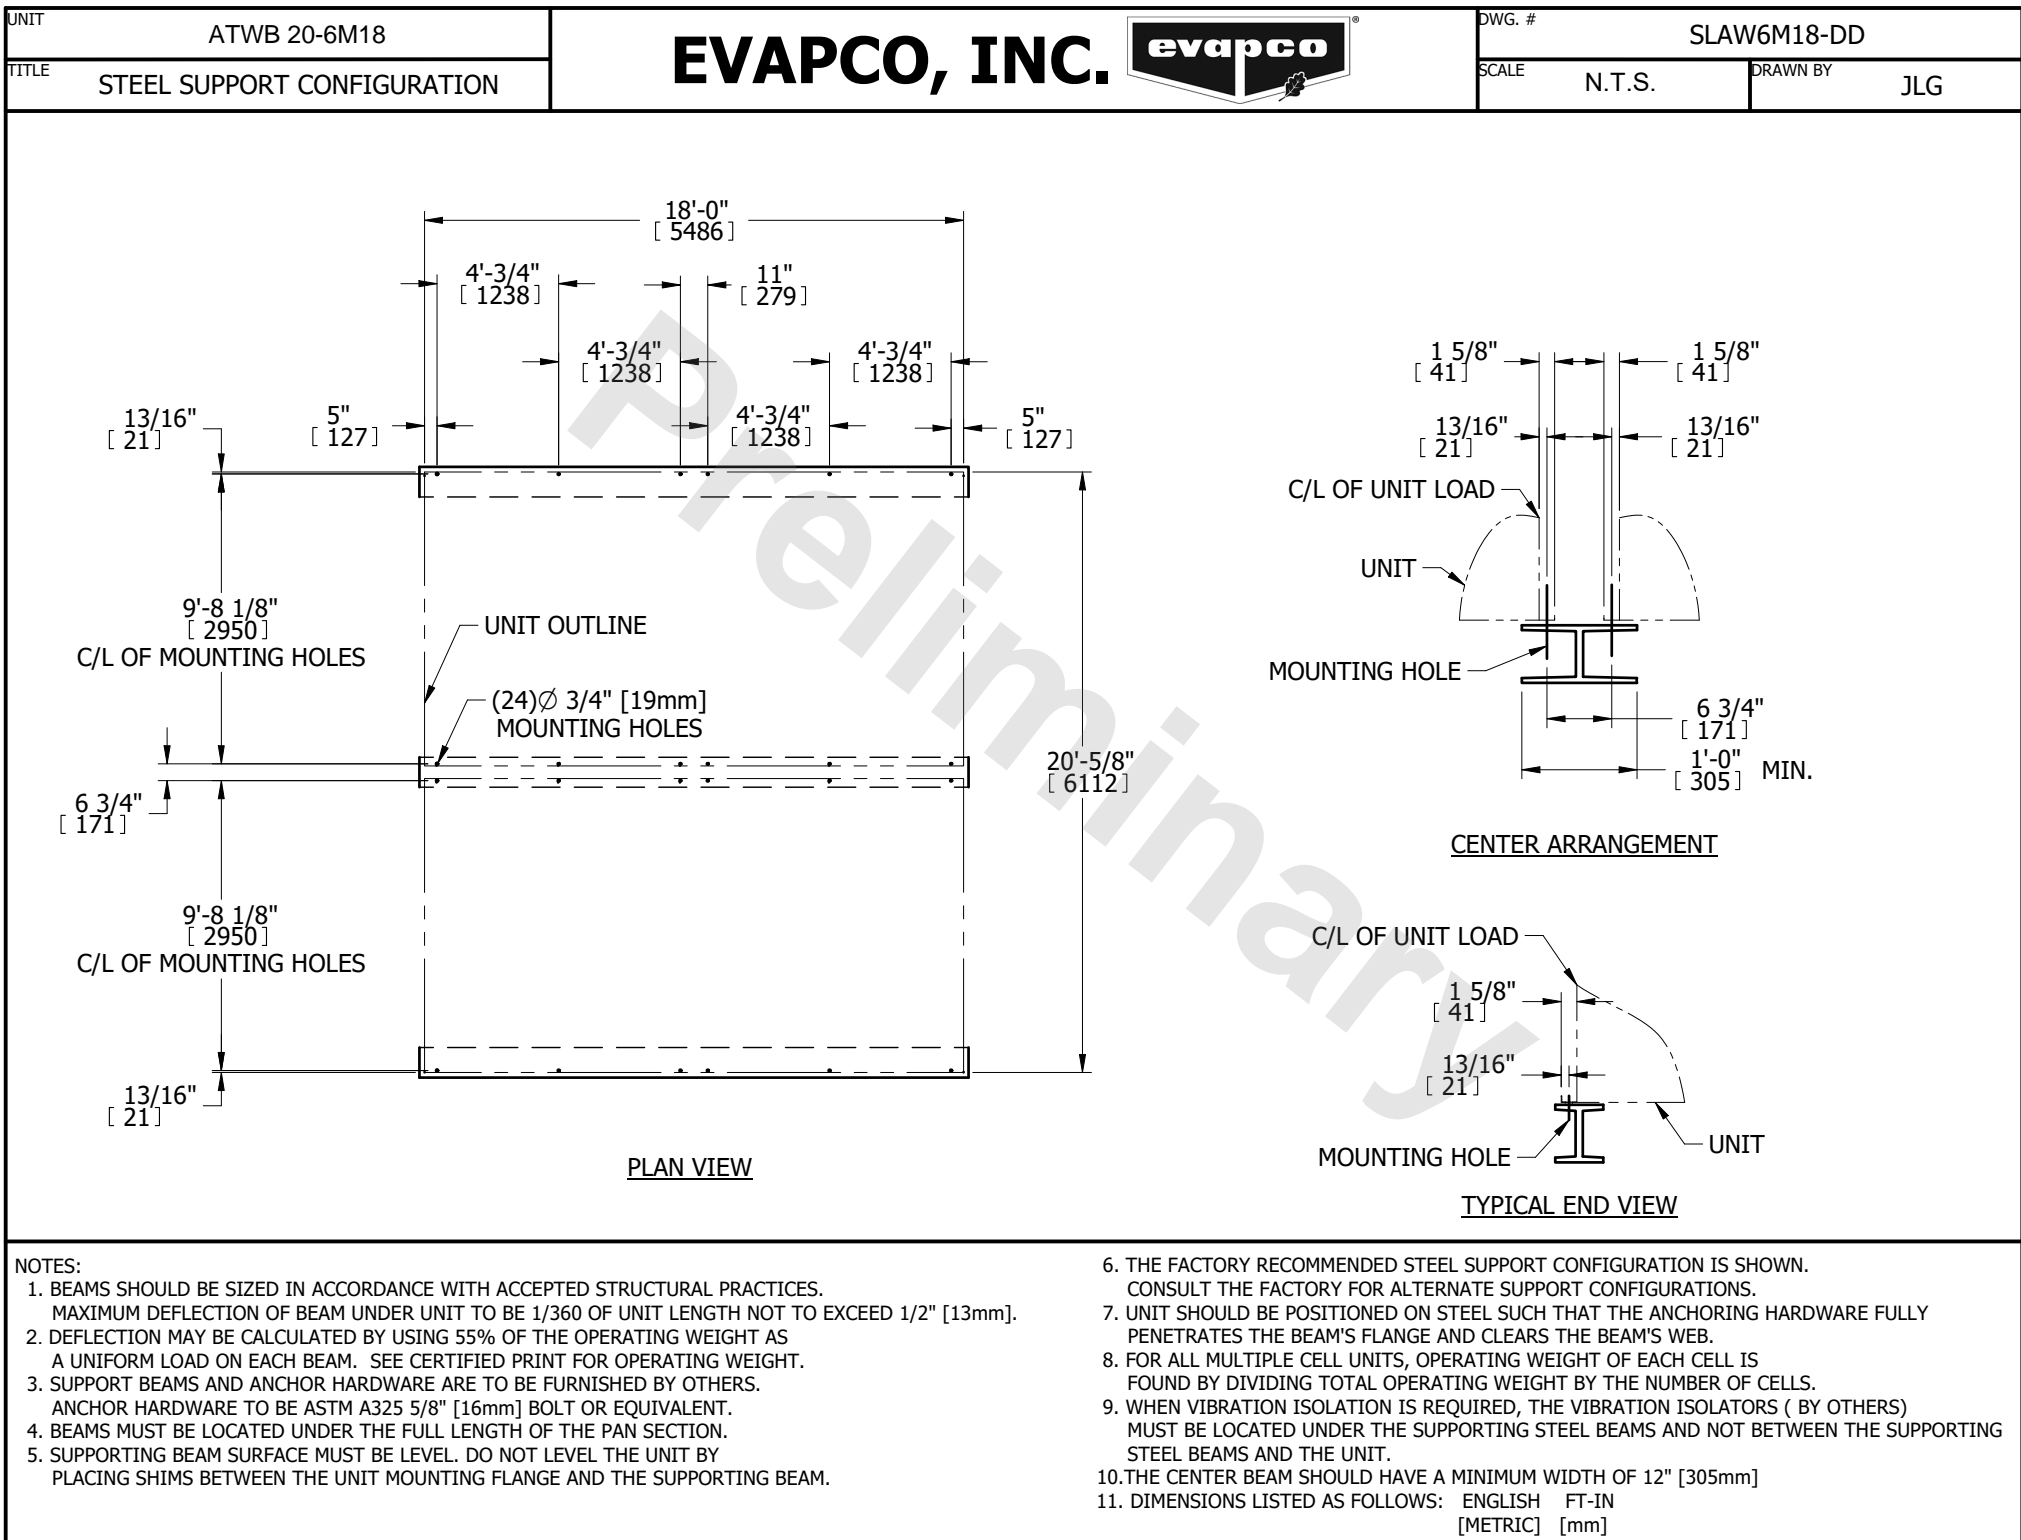 UNIT
ATWB 20-6M18
TITLE
STEEL SUPPORT CONFIGURATION
EVAPCO, INC.
evapco
®
DWG. #
SLAW6M18-DD
SCALE
N.T.S.
DRAWN BY
JLG
18'-0"
[ 5486 ]
4'-3/4"
[ 1238 ]
11"
[ 279 ]
4'-3/4"
[ 1238 ]
4'-3/4"
[ 1238 ]
13/16"
[ 21 ]
5"
[ 127 ]
4'-3/4"
[ 1238 ]
5"
[ 127 ]
9'-8 1/8"
[ 2950 ]
C/L OF MOUNTING HOLES
UNIT OUTLINE
(24)Ø 3/4" [19mm]
MOUNTING HOLES
6 3/4"
[ 171 ]
20'-5/8"
[ 6112 ]
9'-8 1/8"
[ 2950 ]
C/L OF MOUNTING HOLES
13/16"
[ 21 ]
PLAN VIEW
Preliminary
1 5/8"
[ 41 ]
1 5/8"
[ 41 ]
13/16"
[ 21 ]
13/16"
[ 21 ]
C/L OF UNIT LOAD
UNIT
MOUNTING HOLE
6 3/4"
[ 171 ]
1'-0"
[ 305 ] MIN.
CENTER ARRANGEMENT
C/L OF UNIT LOAD
1 5/8"
[ 41 ]
13/16"
[ 21 ]
MOUNTING HOLE
UNIT
TYPICAL END VIEW
NOTES:
1. BEAMS SHOULD BE SIZED IN ACCORDANCE WITH ACCEPTED STRUCTURAL PRACTICES.
MAXIMUM DEFLECTION OF BEAM UNDER UNIT TO BE 1/360 OF UNIT LENGTH NOT TO EXCEED 1/2" [13mm].
2. DEFLECTION MAY BE CALCULATED BY USING 55% OF THE OPERATING WEIGHT AS
A UNIFORM LOAD ON EACH BEAM. SEE CERTIFIED PRINT FOR OPERATING WEIGHT.
3. SUPPORT BEAMS AND ANCHOR HARDWARE ARE TO BE FURNISHED BY OTHERS.
ANCHOR HARDWARE TO BE ASTM A325 5/8" [16mm] BOLT OR EQUIVALENT.
4. BEAMS MUST BE LOCATED UNDER THE FULL LENGTH OF THE PAN SECTION.
5. SUPPORTING BEAM SURFACE MUST BE LEVEL. DO NOT LEVEL THE UNIT BY
PLACING SHIMS BETWEEN THE UNIT MOUNTING FLANGE AND THE SUPPORTING BEAM.
6. THE FACTORY RECOMMENDED STEEL SUPPORT CONFIGURATION IS SHOWN.
CONSULT THE FACTORY FOR ALTERNATE SUPPORT CONFIGURATIONS.
7. UNIT SHOULD BE POSITIONED ON STEEL SUCH THAT THE ANCHORING HARDWARE FULLY
PENETRATES THE BEAM'S FLANGE AND CLEARS THE BEAM'S WEB.
8. FOR ALL MULTIPLE CELL UNITS, OPERATING WEIGHT OF EACH CELL IS
FOUND BY DIVIDING TOTAL OPERATING WEIGHT BY THE NUMBER OF CELLS.
9. WHEN VIBRATION ISOLATION IS REQUIRED, THE VIBRATION ISOLATORS ( BY OTHERS)
MUST BE LOCATED UNDER THE SUPPORTING STEEL BEAMS AND NOT BETWEEN THE SUPPORTING
STEEL BEAMS AND THE UNIT.
10.THE CENTER BEAM SHOULD HAVE A MINIMUM WIDTH OF 12" [305mm]
11. DIMENSIONS LISTED AS FOLLOWS: ENGLISH FT-IN
[METRIC] [mm]